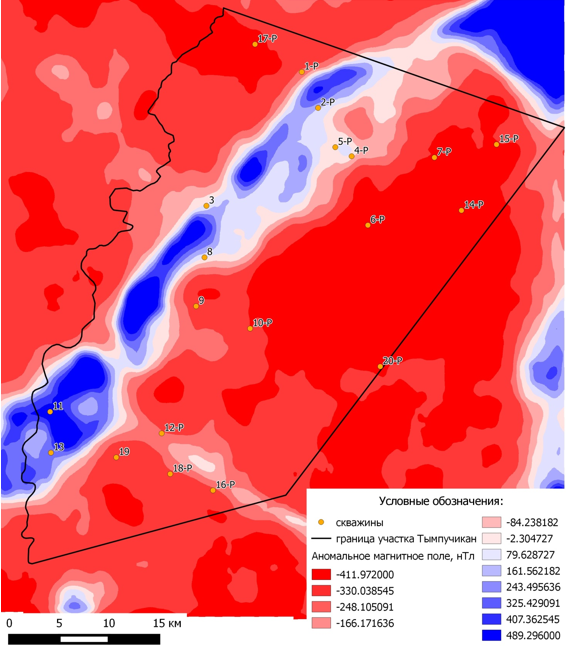 17-Р
1-Р
2-Р
5-Р
4-Р
7-Р
15-Р
3
14-Р
6-Р
8
9
10-Р
20-Р
11
12-Р
13
19
18-Р
16-Р
Условные обозначения:
скважины
граница участка Тымпучикан
Аномальное магнитное поле, нТл
-411.972000
-330.038545
-248.105091
-166.171636
-84.238182
-2.304727
79.628727
161.562182
243.495636
325.429091
407.362545
489.296000
0 5 10 15 км